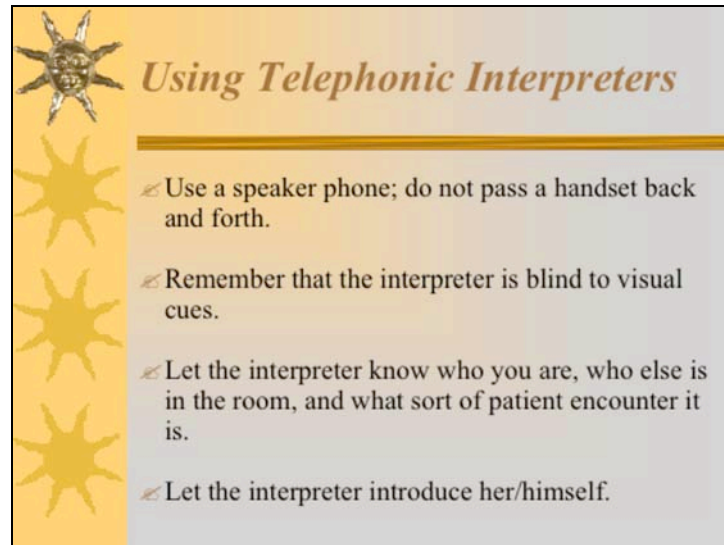 Using Telephonic Interpreters
Use a speaker phone; do not pass a handset back
and forth.
Remember that the interpreter is blind to visual
cues.
Let the interpreter know who you are, who else is
in the room, and what sort of patient encounter it
is.
Let the interpreter introduce her/himself.